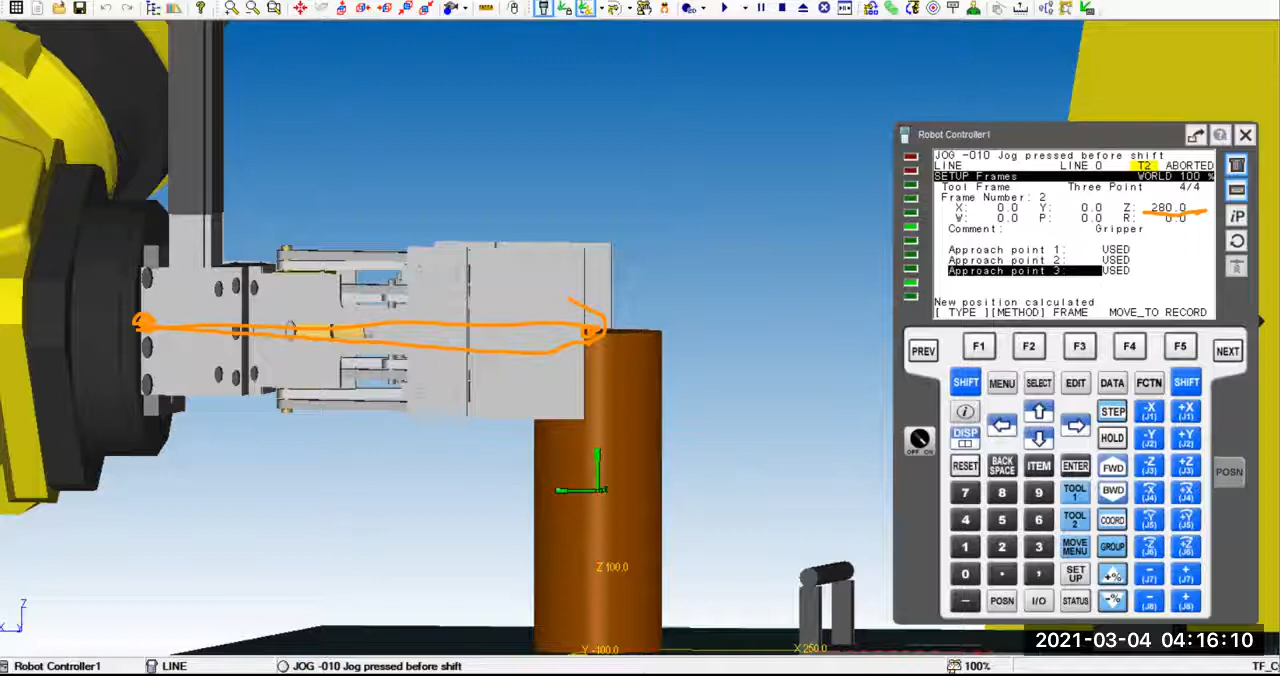 Robot Controller1
JOG -010 Jog pressed before shift
LINE LINE 0 T2 ABORTED
SETUP Frames WORLD 100 %
Tool Frame Three Point 4/4
Frame Number: 2
X: 0.0 Y: 0.0 Z: 280.0
W: 0.0 P: 0.0 R: 0.0
Comment: Gripper
Approach point 1: USED
Approach point 2: USED
Approach point 3: USED
New position calculated
[ TYPE ][METHOD] FRAME MOVE_TO RECORD
iP
PREV F1 F2 F3 F4 F5 NEXT
SHIFT MENU SELECT EDIT DATA FCTN SHIFT
i STEP -X (J1) +X (J1)
DISP HOLD -Y (J2) +Y (J2)
OFF ON
RESET BACK SPACE ITEM ENTER FWD -Z (J3) +Z (J3)
POSN
7 8 9 TOOL 1 BWD -X (J4) +X (J4)
4 5 6 TOOL 2 COORD -Y (J5) +Y (J5)
1 2 3 MOVE MENU GROUP -Z (J6) +Z (J6)
0 . , SET UP +% - (J7) + (J7)
- POSN I/O STATUS -% - (J8) + (J8)
Z 100.0
Y -100.0
X 250.0
Z
X
2021-03-04 04:16:10
Robot Controller1 LINE JOG -010 Jog pressed before shift 100% TF_C